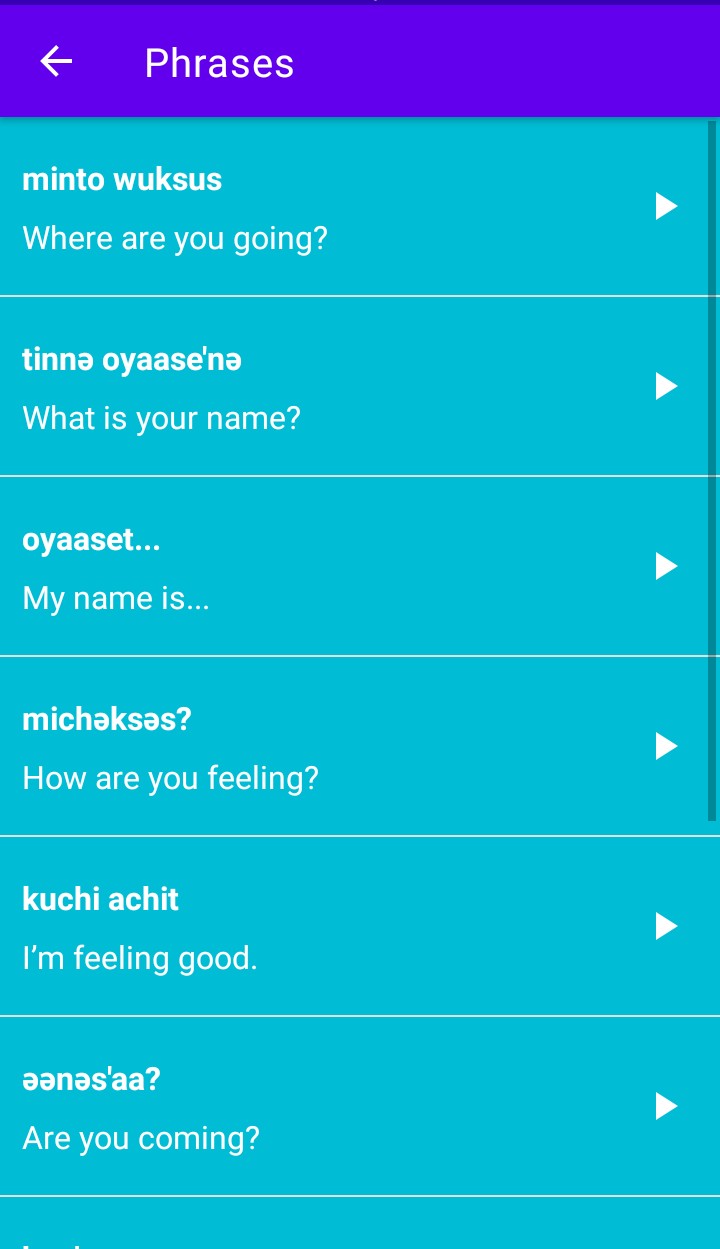 Phrases
minto wuksus
Where are you going?
tinnə oyaase'nə
What is your name?
oyaaset...
My name is...
michəksəs?
How are you feeling?
kuchi achit
I’m feeling good.
əənəs'aa?
Are you coming?